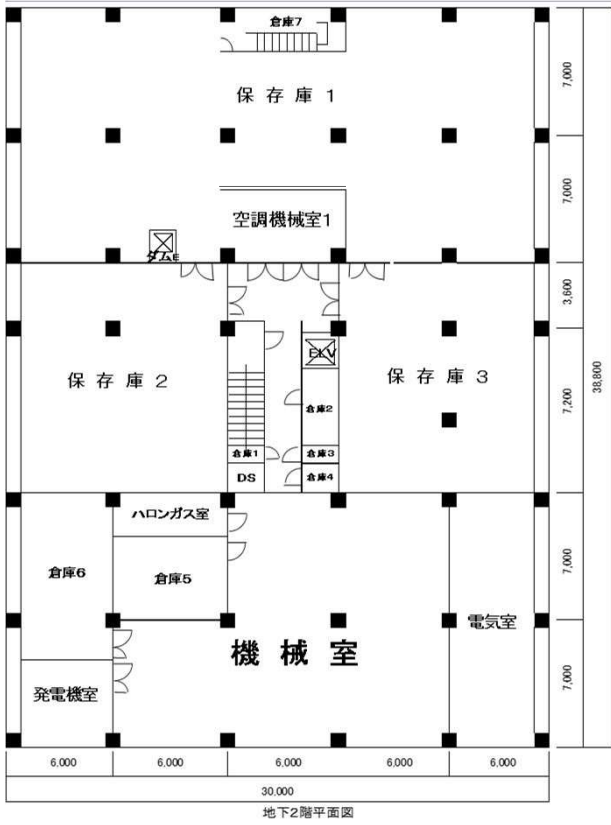 倉庫7
保存庫1
7,000
7,000
空調機械室1
ダムE
3,600
ELV
保存庫2
保存庫3
7,200
38,800
倉庫2
倉庫1
倉庫3
DS
倉庫4
ハロンガス室
倉庫6
倉庫5
7,000
電気室
機械室
発電機室
7,000
6,000
6,000
6,000
6,000
6,000
30.000
地下2階平面図